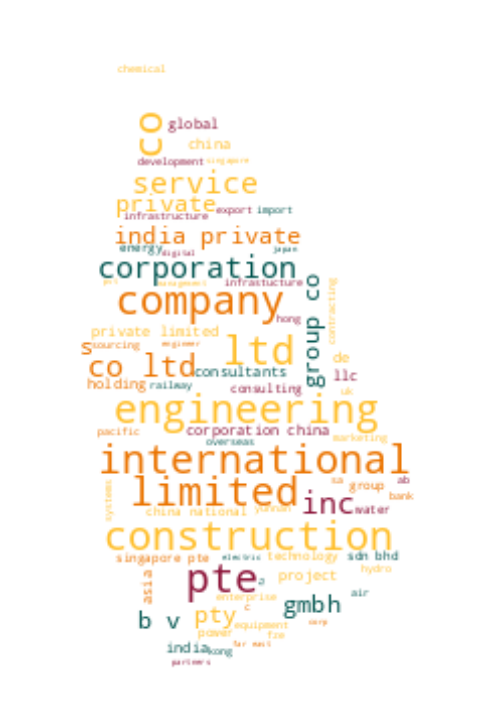 chemical
co
global
china
development singapore
service
private
infrastructure export import
india private
energy
digital
japan
corporation
management infrastucture
company
hong
group co
contracting
private limited
sourcing engineer
s
ltd
co ltd
consultants
de
llc
holding railway
consulting
uk
engineering
pacific
corporation china
overseas
marketing
international
limited
systems
sa group
ab
bank
inc
water
china national yunnan
construction
singapore pte
electric technology sdn bhd
hydro
asia
pte
a
project
enterprise
air
c
gmbh
b v
pty
equipment
corp
power
fze
far east
india
kong
partners